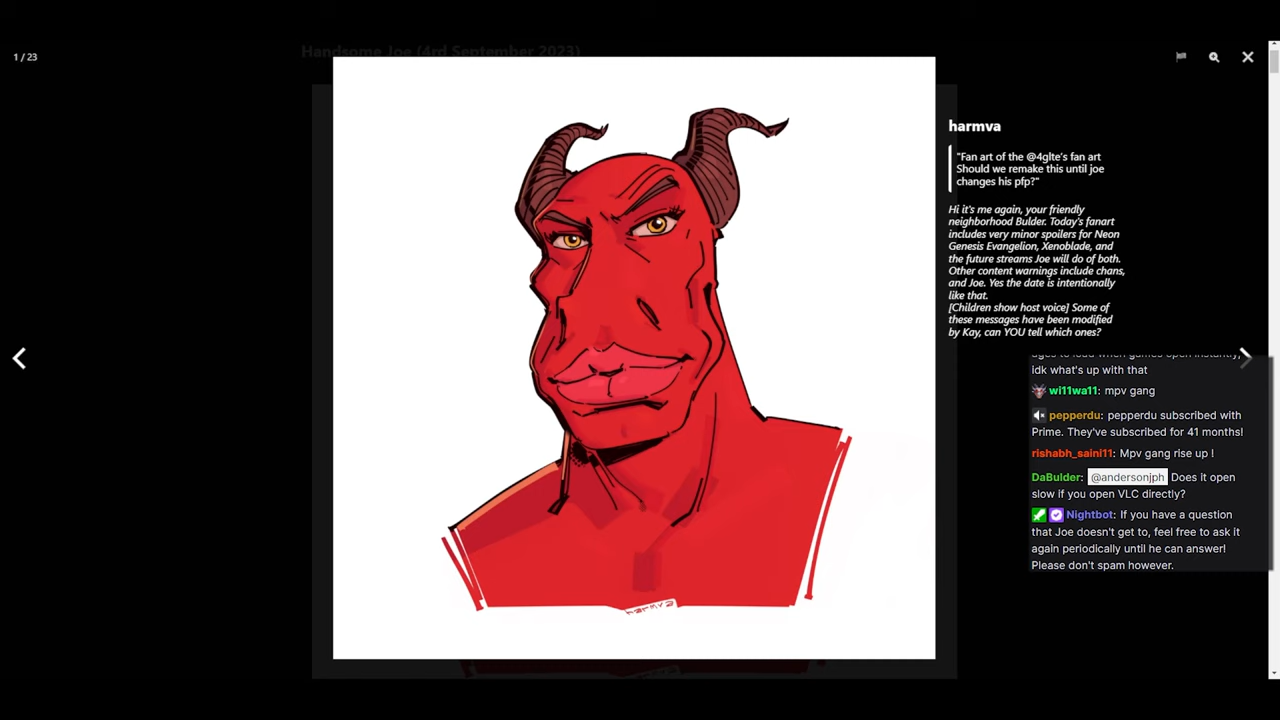 Handsome Joe (4rd September 2023)
1 / 23
harmva
"Fan art of the @4glte's fan art
Should we remake this until joe
changes his pfp?"
Hi it's me again, your friendly
neighborhood Bulder. Today's fanart
includes very minor spoilers for Neon
Genesis Evangelion, Xenoblade, and
the future streams Joe will do of both.
Other content warnings include chans,
and Joe. Yes the date is intentionally
like that.
[Children show host voice] Some of
these messages have been modified
by Kay, can YOU tell which ones?
idk what's up with that
wi11wa11: mpv gang
pepperdu: pepperdu subscribed with
Prime. They've subscribed for 41 months!
rishabh_saini11: Mpv gang rise up !
DaBulder: @andersonjph Does it open
slow if you open VLC directly?
Nightbot: If you have a question
that Joe doesn't get to, feel free to ask it
again periodically until he can answer!
Please don't spam however.
harmva